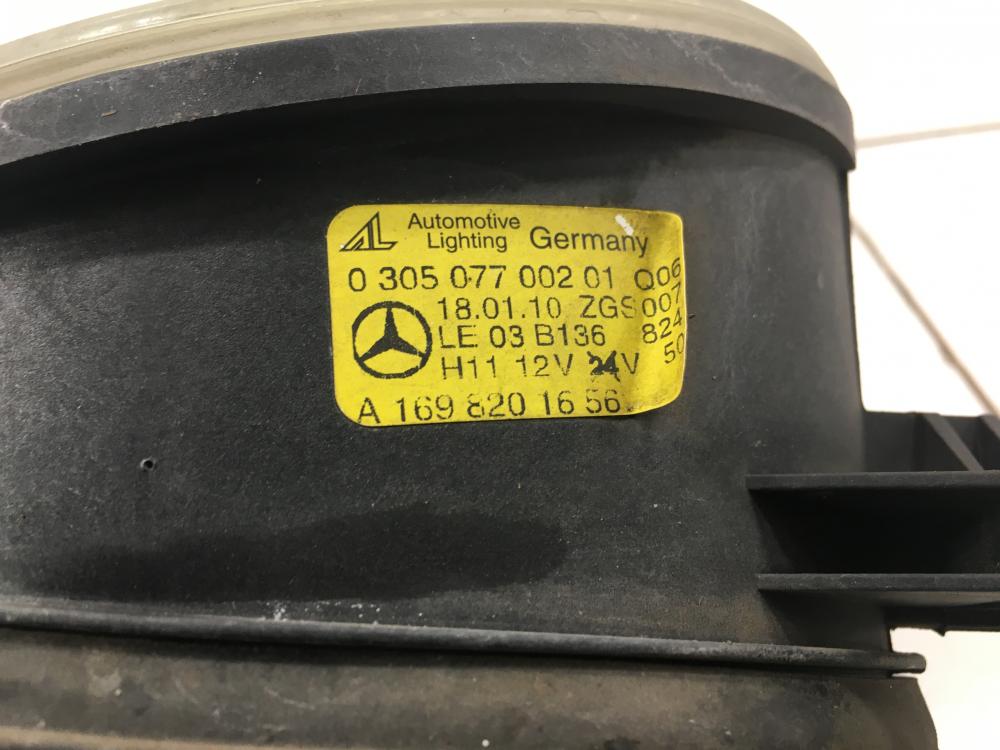 AL Automotive Lighting Germany
0 305 077 002 01 Q06
18.01.10 ZGS 007
LE 03 B136 824
H11 12V 24V 50
A 169 820 16 56